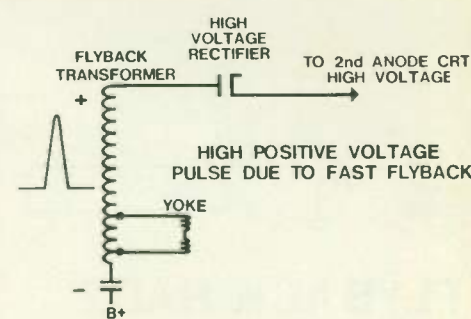 HIGH
VOLTAGE
RECTIFIER
FLYBACK
TRANSFORMER
TO 2nd ANODE CRT
HIGH VOLTAGE
+
HIGH POSITIVE VOLTAGE
PULSE DUE TO FAST FLYBACK
YOKE
-
B+